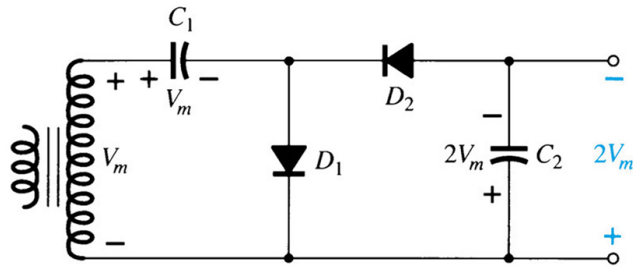 C₁
+ + −
Vₘ
D₂
−
−
Vₘ
D₁
2Vₘ C₂
2Vₘ
+
−
+